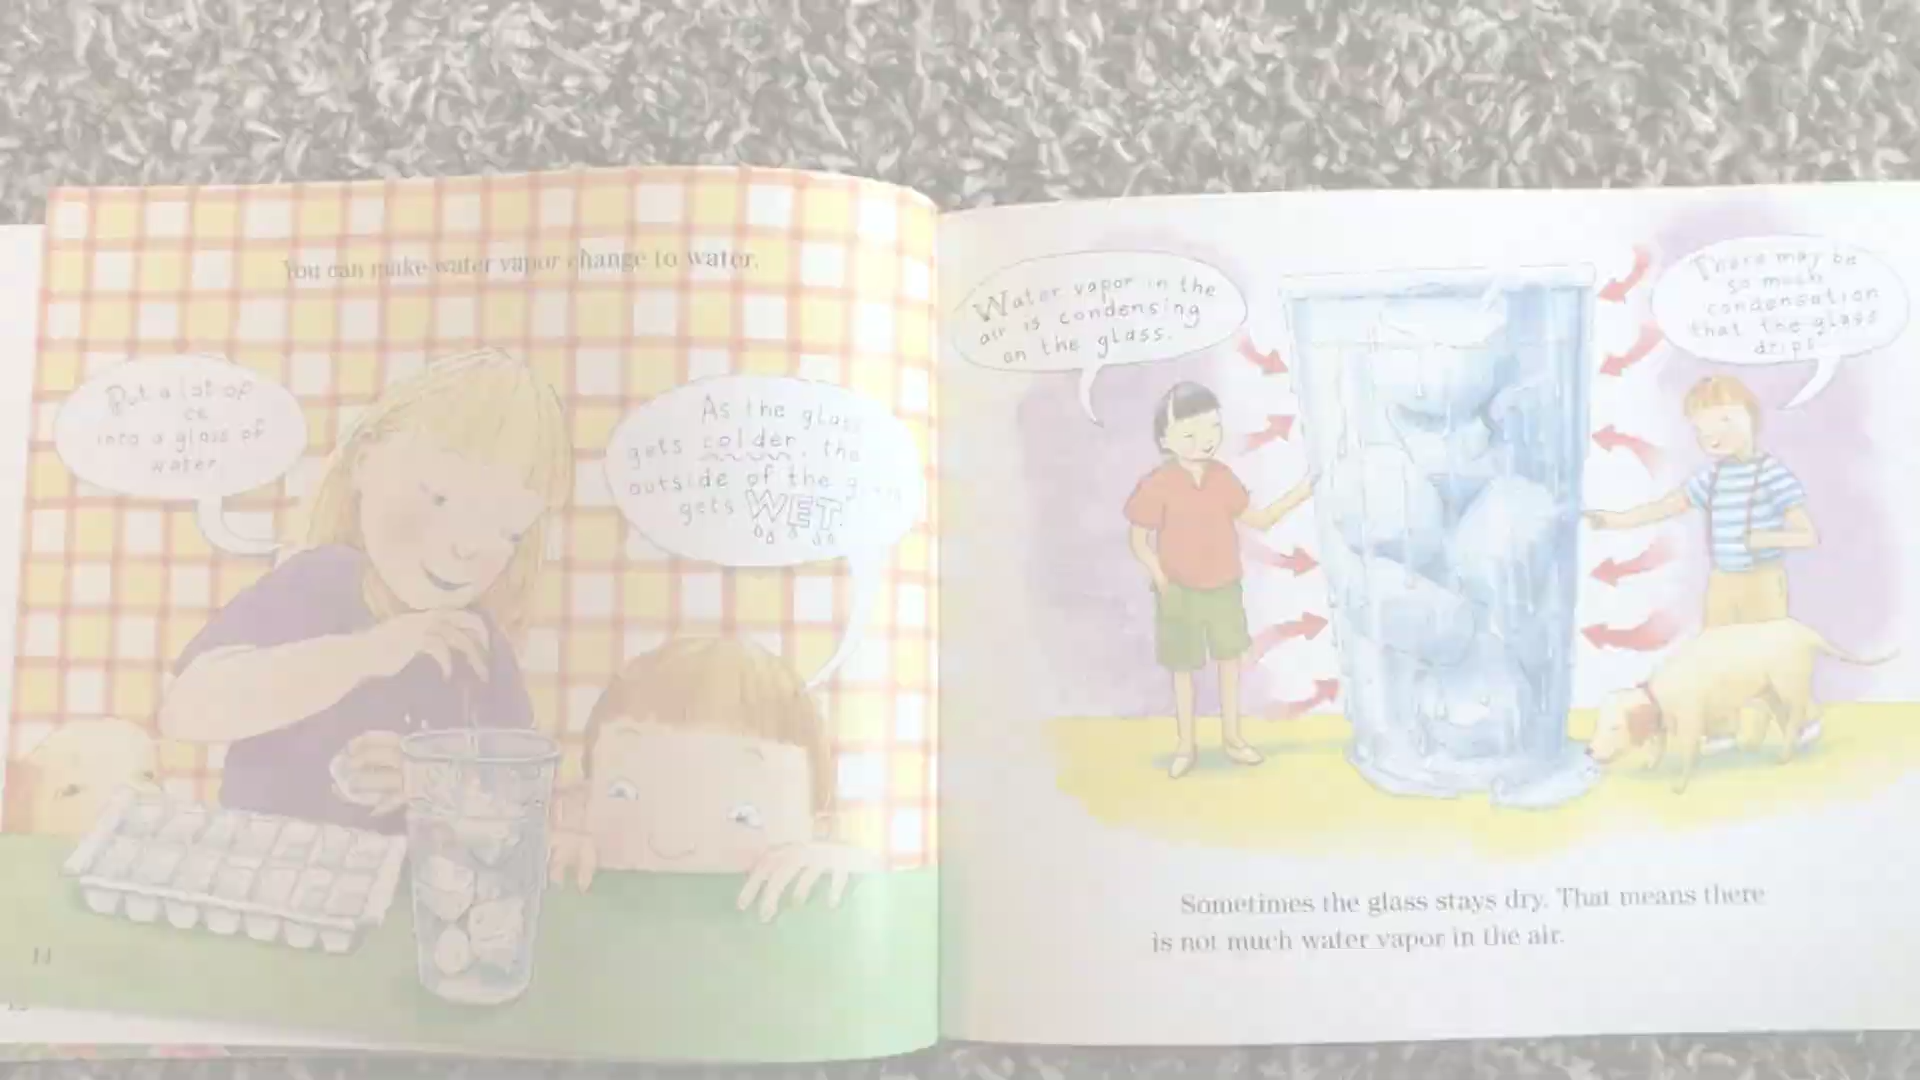 You can make water vapor change to water.
Put a lot of
ice
into a glass of
water.
As the glass
gets colder, the
outside of the glass
gets WET.
14
Water vapor in the
air is condensing
on the glass.
There may be
so much
condensation
that the glass
drips.
Sometimes the glass stays dry. That means there
is not much water vapor in the air.